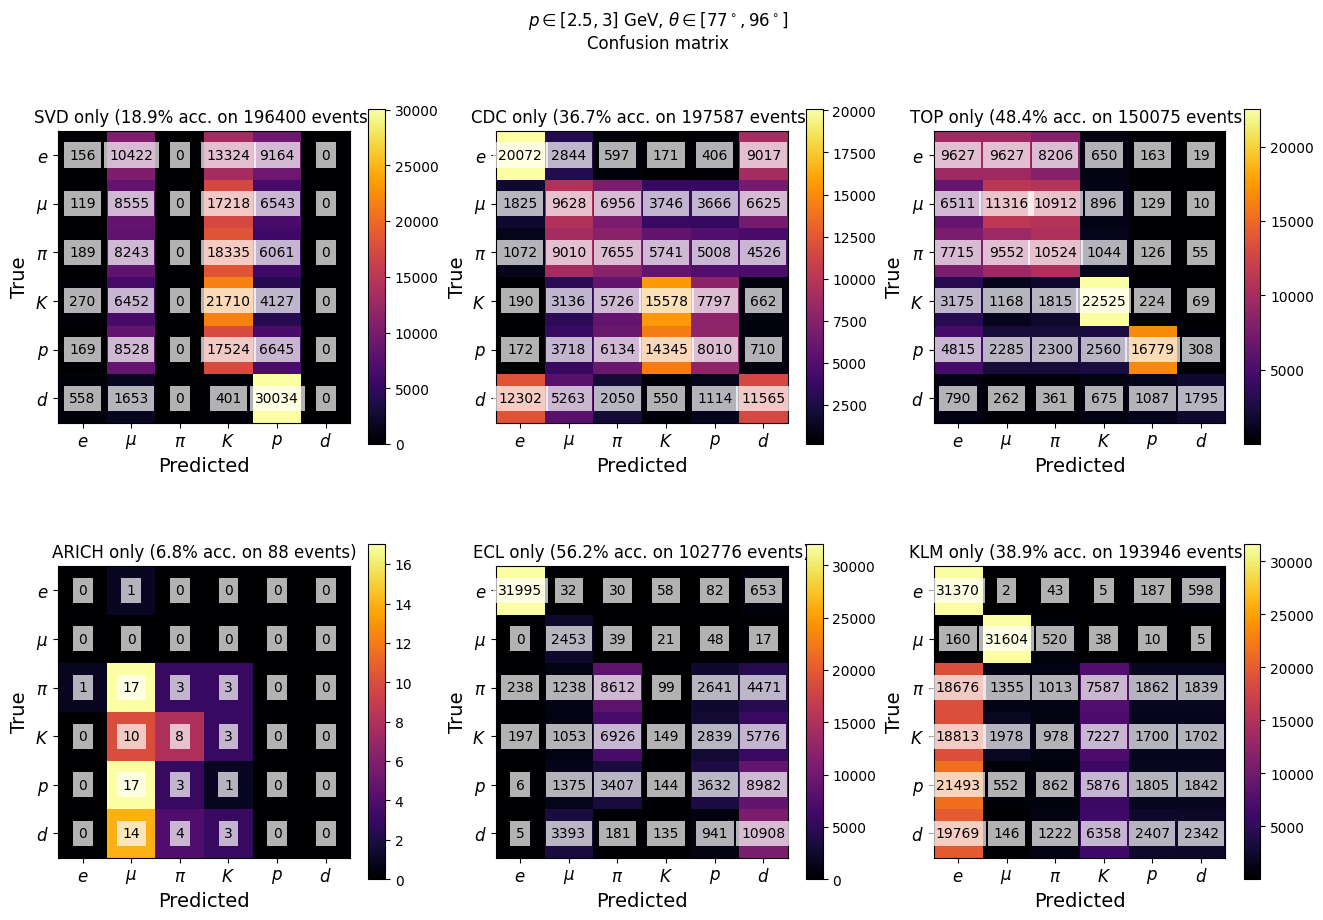 p ∈ [2.5, 3] GeV, θ ∈ [77°, 96°]
Confusion matrix
SVD only (18.9% acc. on 196400 events
True
e 156 10422 0 13324 9164 0
μ 119 8555 0 17218 6543 0
π 189 8243 0 18335 6061 0
K 270 6452 0 21710 4127 0
p 169 8528 0 17524 6645 0
d 558 1653 0 401 30034 0
e μ π K p d
Predicted
30000
25000
20000
15000
10000
5000
0
CDC only (36.7% acc. on 197587 events
True
e 20072 2844 597 171 406 9017
μ 1825 9628 6956 3746 3666 6625
π 1072 9010 7655 5741 5008 4526
K 190 3136 5726 15578 7797 662
p 172 3718 6134 14345 8010 710
d 12302 5263 2050 550 1114 11565
e μ π K p d
Predicted
20000
17500
15000
12500
10000
7500
5000
2500
TOP only (48.4% acc. on 150075 events
True
e 9627 9627 8206 650 163 19
μ 6511 11316 10912 896 129 10
π 7715 9552 10524 1044 126 55
K 3175 1168 1815 22525 224 69
p 4815 2285 2300 2560 16779 308
d 790 262 361 675 1087 1795
e μ π K p d
Predicted
20000
15000
10000
5000
ARICH only (6.8% acc. on 88 events)
True
e 0 1 0 0 0 0
μ 0 0 0 0 0 0
π 1 17 3 3 0 0
K 0 10 8 3 0 0
p 0 17 3 1 0 0
d 0 14 4 3 0 0
e μ π K p d
Predicted
16
14
12
10
8
6
4
2
0
ECL only (56.2% acc. on 102776 events)
True
e 31995 32 30 58 82 653
μ 0 2453 39 21 48 17
π 238 1238 8612 99 2641 4471
K 197 1053 6926 149 2839 5776
p 6 1375 3407 144 3632 8982
d 5 3393 181 135 941 10908
e μ π K p d
Predicted
30000
25000
20000
15000
10000
5000
0
KLM only (38.9% acc. on 193946 events
True
e 31370 2 43 5 187 598
μ 160 31604 520 38 10 5
π 18676 1355 1013 7587 1862 1839
K 18813 1978 978 7227 1700 1702
p 21493 552 862 5876 1805 1842
d 19769 146 1222 6358 2407 2342
e μ π K p d
Predicted
30000
25000
20000
15000
10000
5000